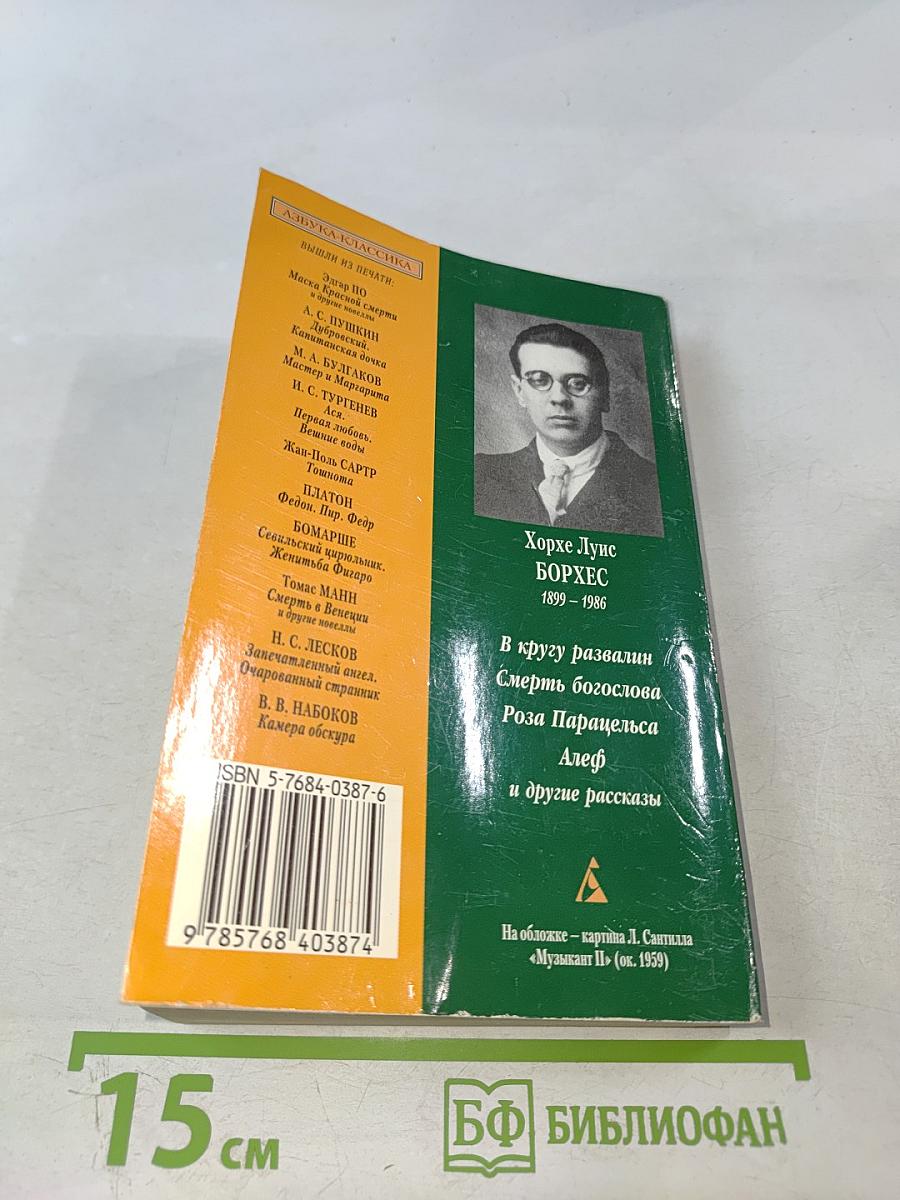 АЗБУКА-КЛАССИКА
ВЫШЛИ ИЗ ПЕЧАТИ:
Эдгар ПО
Маска Красной смерти
и другие новеллы
А. С. ПУШКИН
Дубровский.
Капитанская дочка
М. А. БУЛГАКОВ
Мастер и Маргарита
И. С. ТУРГЕНЕВ
Ася.
Первая любовь.
Вешние воды
Жан-Поль САРТР
Тошнота
ПЛАТОН
Федон. Пир. Федр
БОМАРШЕ
Севильский цирюльник.
Женитьба Фигаро
Томас МАНН
Смерть в Венеции
и другие новеллы
Н. С. ЛЕСКОВ
Запечатленный ангел.
Очарованный странник
В. В. НАБОКОВ
Камера обскура
ISBN 5-7684-0387-6
9 785768 403874
Хорхе Луис
БОРХЕС
1899 – 1986
В кругу развалин
Смерть богослова
Роза Парацельса
Алеф
и другие рассказы
На обложке – картина Л. Сантилла
«Музыкант II» (ок. 1959)
15 см
БФ БИБЛИОФАН